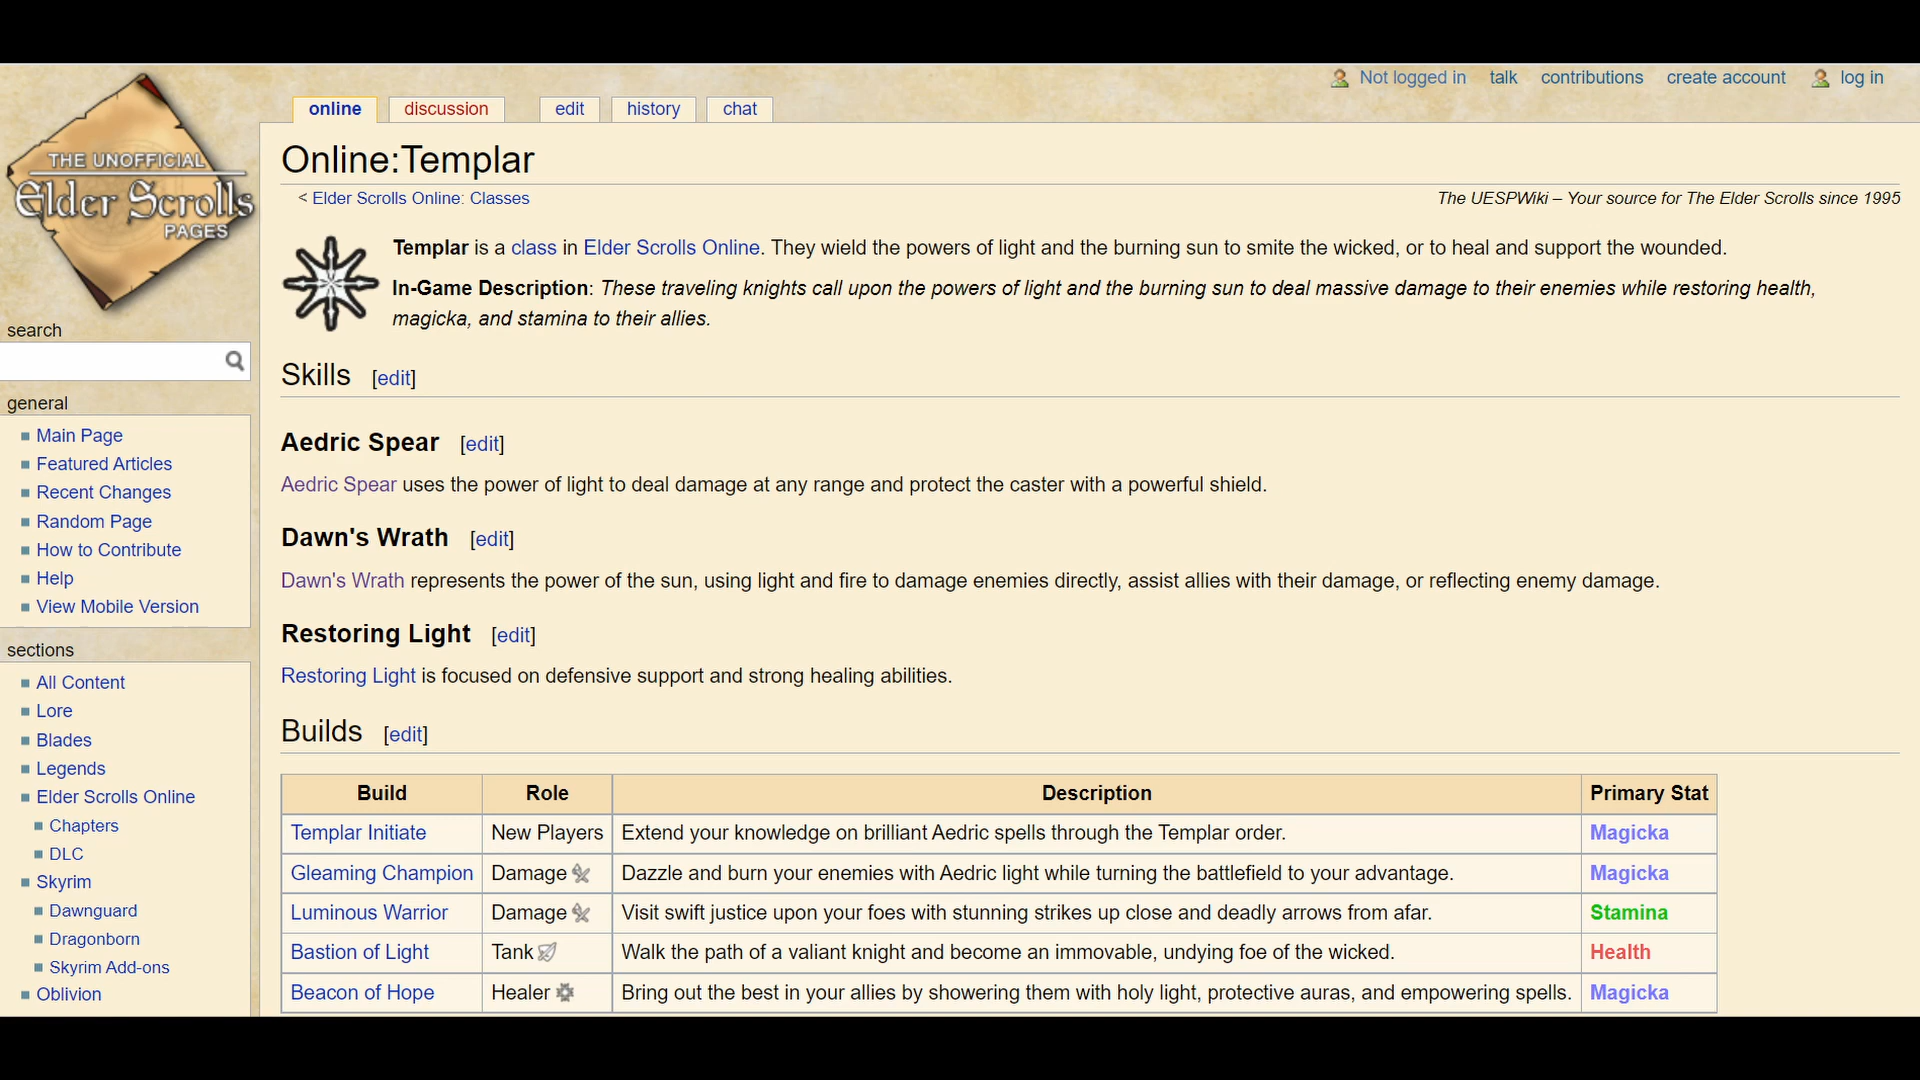 Not logged in talk contributions create account log in
online discussion edit history chat
THE UNOFFICIAL
Elder Scrolls
PAGES
Online:Templar
< Elder Scrolls Online: Classes
The UESPWiki – Your source for The Elder Scrolls since 1995
Templar is a class in Elder Scrolls Online. They wield the powers of light and the burning sun to smite the wicked, or to heal and support the wounded.
In-Game Description: These traveling knights call upon the powers of light and the burning sun to deal massive damage to their enemies while restoring health,
magicka, and stamina to their allies.
search
general
Main Page
Featured Articles
Recent Changes
Random Page
How to Contribute
Help
View Mobile Version
sections
All Content
Lore
Blades
Legends
Elder Scrolls Online
Chapters
DLC
Skyrim
Dawnguard
Dragonborn
Skyrim Add-ons
Oblivion
Skills [edit]
Aedric Spear [edit]
Aedric Spear uses the power of light to deal damage at any range and protect the caster with a powerful shield.
Dawn's Wrath [edit]
Dawn's Wrath represents the power of the sun, using light and fire to damage enemies directly, assist allies with their damage, or reflecting enemy damage.
Restoring Light [edit]
Restoring Light is focused on defensive support and strong healing abilities.
Builds [edit]
Build Role Description Primary Stat
Templar Initiate New Players Extend your knowledge on brilliant Aedric spells through the Templar order. Magicka
Gleaming Champion Damage Dazzle and burn your enemies with Aedric light while turning the battlefield to your advantage. Magicka
Luminous Warrior Damage Visit swift justice upon your foes with stunning strikes up close and deadly arrows from afar. Stamina
Bastion of Light Tank Walk the path of a valiant knight and become an immovable, undying foe of the wicked. Health
Beacon of Hope Healer Bring out the best in your allies by showering them with holy light, protective auras, and empowering spells. Magicka